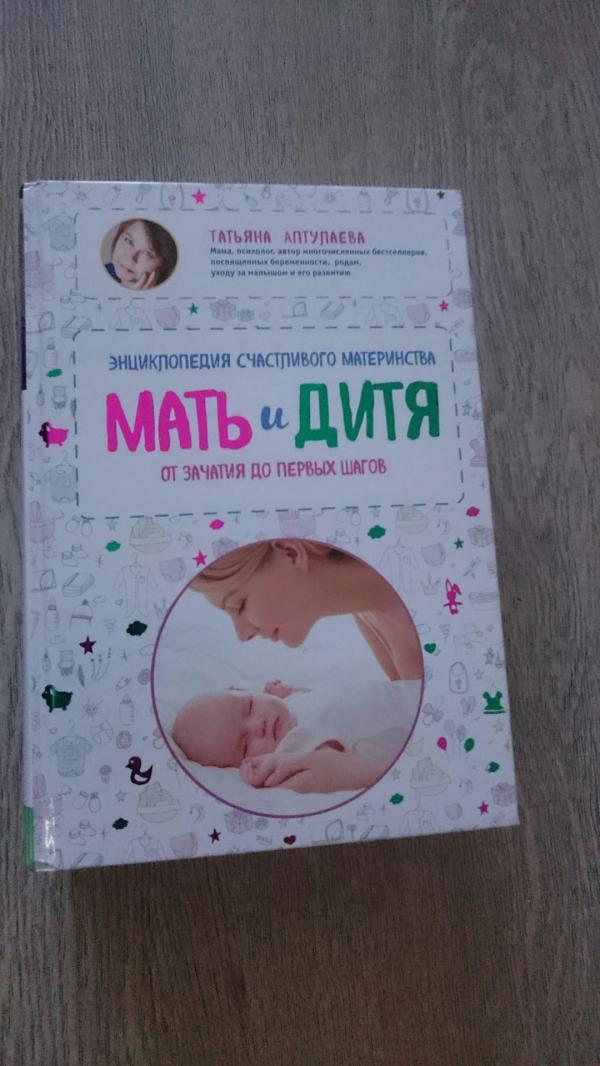 ТАТЬЯНА АПТУЛАЕВА
Мама, психолог, автор многочисленных бестселлеров,
посвященных беременности, родам,
уходу за малышом и его развитию
ЭНЦИКЛОПЕДИЯ СЧАСТЛИВОГО МАТЕРИНСТВА
МАТЬ и ДИТЯ
ОТ ЗАЧАТИЯ ДО ПЕРВЫХ ШАГОВ